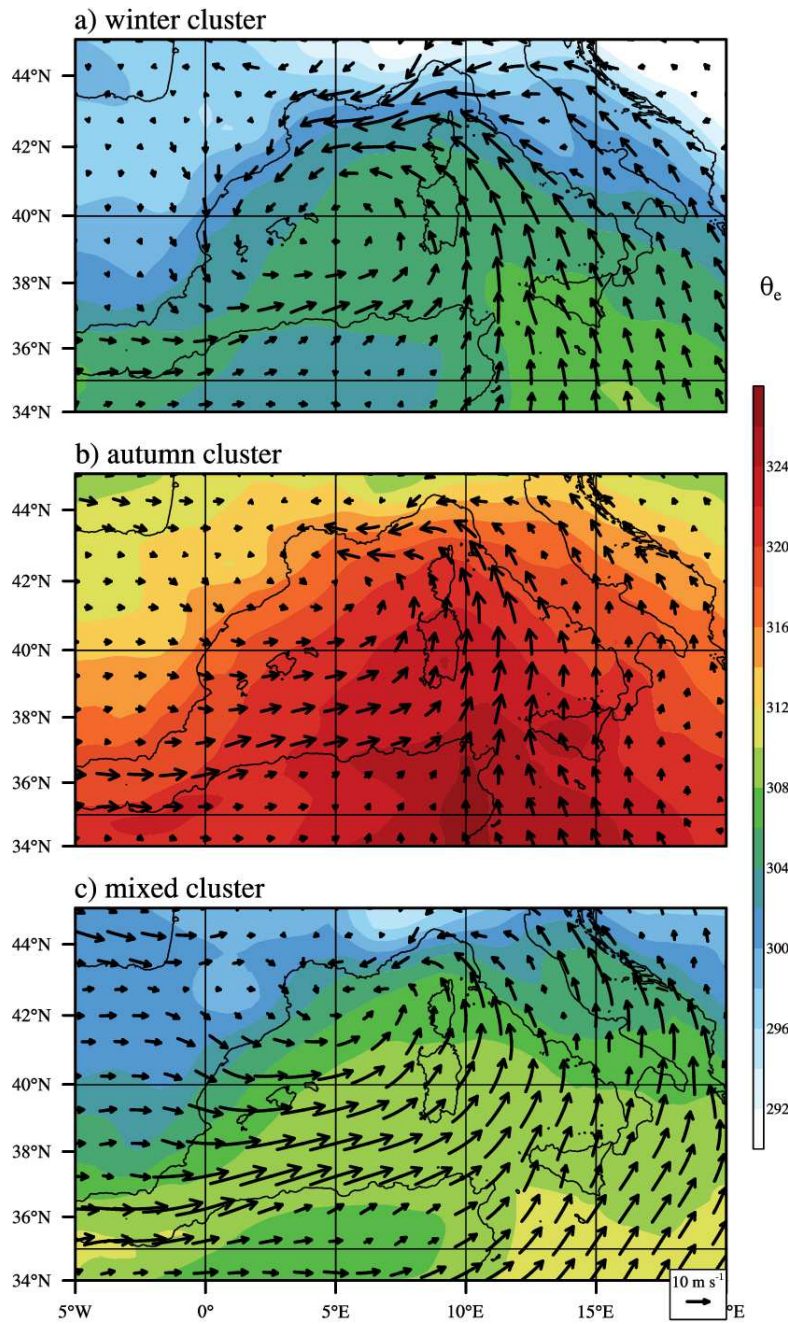 a) winter cluster
44°N
42°N
40°N
38°N
36°N
34°N
b) autumn cluster
44°N
42°N
40°N
38°N
36°N
34°N
c) mixed cluster
44°N
42°N
40°N
38°N
36°N
34°N
5°W
0°
5°E
10°E
15°E
°E
10 m s⁻¹
θe
324
320
316
312
308
304
300
296
292